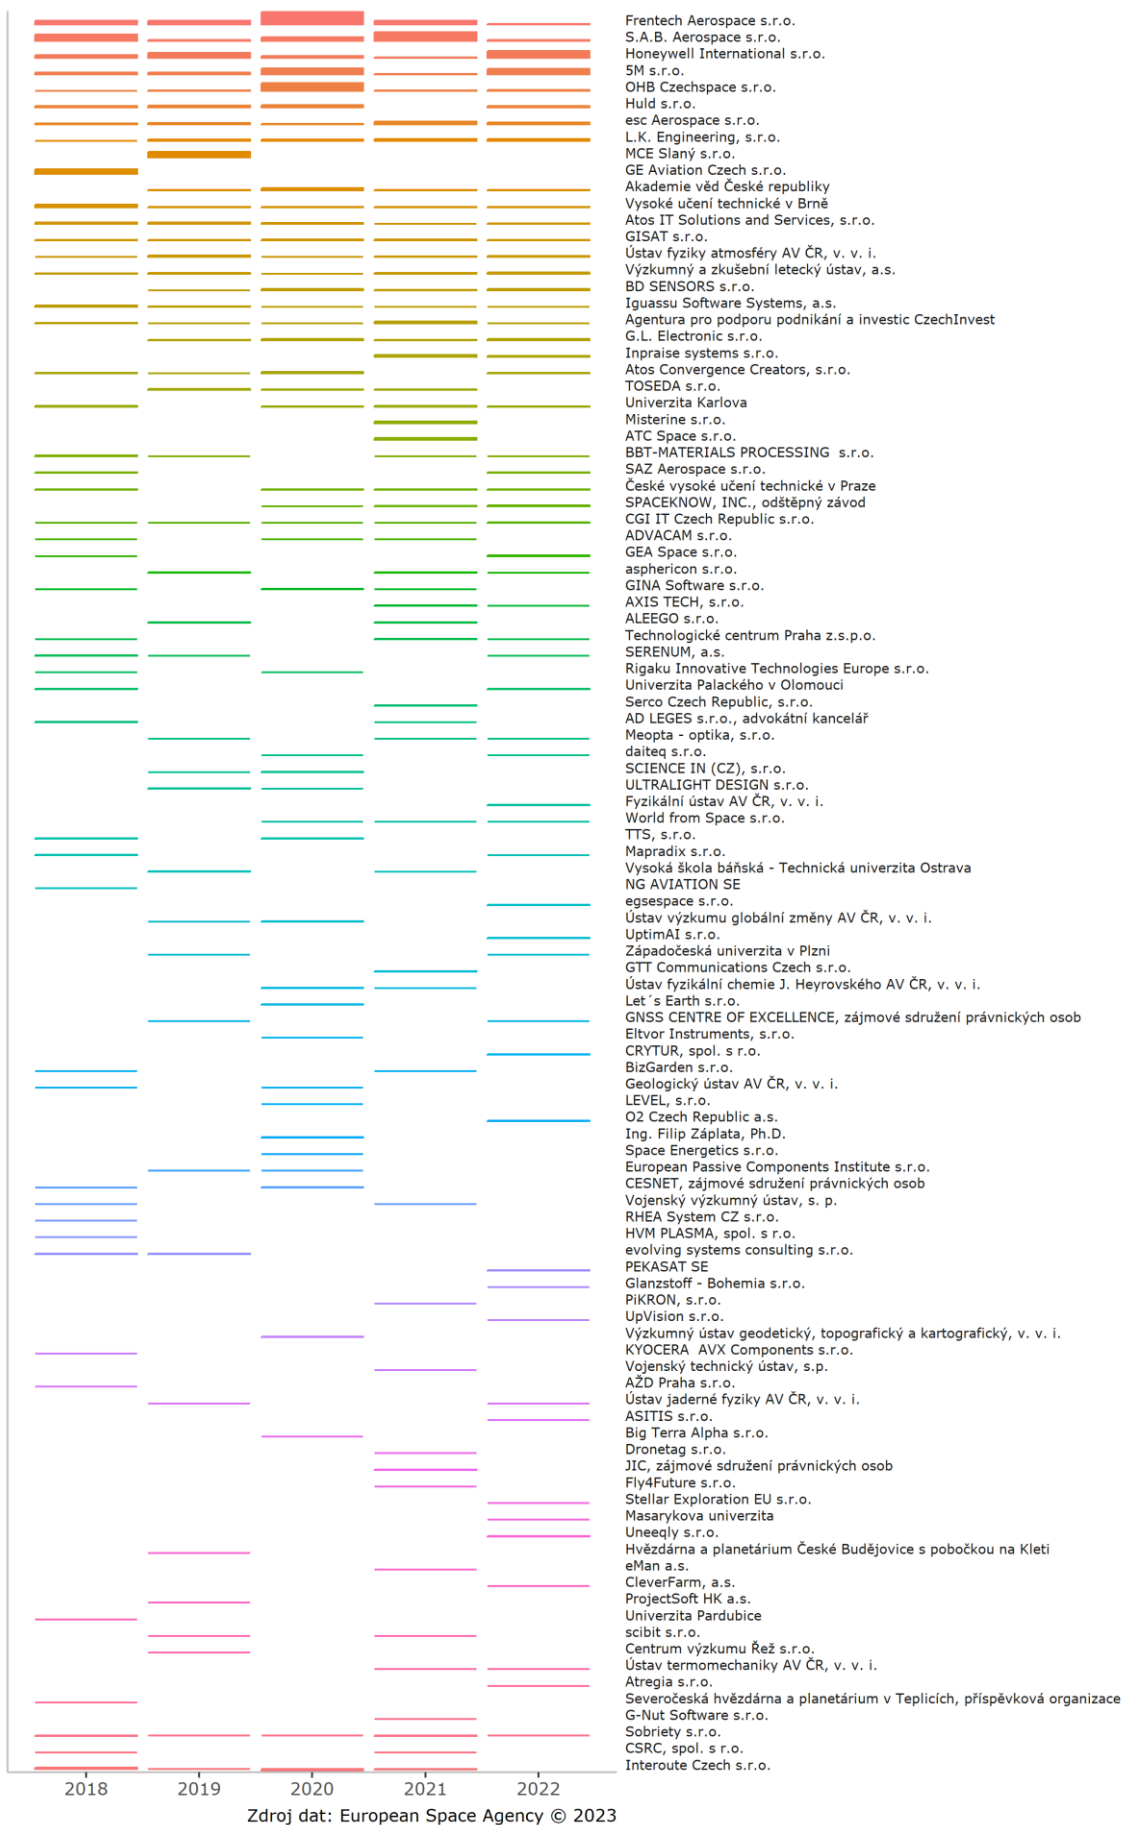 Frentech Aerospace s.r.o.
S.A.B. Aerospace s.r.o.
Honeywell International s.r.o.
5M s.r.o.
OHB Czechspace s.r.o.
Huld s.r.o.
esc Aerospace s.r.o.
L.K. Engineering, s.r.o.
MCE Slaný s.r.o.
GE Aviation Czech s.r.o.
Akademie věd České republiky
Vysoké učení technické v Brně
Atos IT Solutions and Services, s.r.o.
GISAT s.r.o.
Ústav fyziky atmosféry AV ČR, v. v. i.
Výzkumný a zkušební letecký ústav, a.s.
BD SENSORS s.r.o.
Iguassu Software Systems, a.s.
Agentura pro podporu podnikání a investic CzechInvest
G.L. Electronic s.r.o.
Inpraise systems s.r.o.
Atos Convergence Creators, s.r.o.
TOSEDA s.r.o.
Univerzita Karlova
Misterine s.r.o.
ATC Space s.r.o.
BBT-MATERIALS PROCESSING  s.r.o.
SAZ Aerospace s.r.o.
České vysoké učení technické v Praze
SPACEKNOW, INC., odštěpný závod
CGI IT Czech Republic s.r.o.
ADVACAM s.r.o.
GEA Space s.r.o.
asphericon s.r.o.
GINA Software s.r.o.
AXIS TECH, s.r.o.
ALEEGO s.r.o.
Technologické centrum Praha z.s.p.o.
SERENUM, a.s.
Rigaku Innovative Technologies Europe s.r.o.
Univerzita Palackého v Olomouci
Serco Czech Republic, s.r.o.
AD LEGES s.r.o., advokátní kancelář
Meopta - optika, s.r.o.
daiteq s.r.o.
SCIENCE IN (CZ), s.r.o.
ULTRALIGHT DESIGN s.r.o.
Fyzikální ústav AV ČR, v. v. i.
World from Space s.r.o.
TTS, s.r.o.
Mapradix s.r.o.
Vysoká škola báňská - Technická univerzita Ostrava
NG AVIATION SE
egsespace s.r.o.
Ústav výzkumu globální změny AV ČR, v. v. i.
UptimAI s.r.o.
Západočeská univerzita v Plzni
GTT Communications Czech s.r.o.
Ústav fyzikální chemie J. Heyrovského AV ČR, v. v. i.
Let´s Earth s.r.o.
GNSS CENTRE OF EXCELLENCE, zájmové sdružení právnických osob
Eltvor Instruments, s.r.o.
CRYTUR, spol. s r.o.
BizGarden s.r.o.
Geologický ústav AV ČR, v. v. i.
LEVEL, s.r.o.
O2 Czech Republic a.s.
Ing. Filip Záplata, Ph.D.
Space Energetics s.r.o.
European Passive Components Institute s.r.o.
CESNET, zájmové sdružení právnických osob
Vojenský výzkumný ústav, s. p.
RHEA System CZ s.r.o.
HVM PLASMA, spol. s r.o.
evolving systems consulting s.r.o.
PEKASAT SE
Glanzstoff - Bohemia s.r.o.
PiKRON, s.r.o.
UpVision s.r.o.
Výzkumný ústav geodetický, topografický a kartografický, v. v. i.
KYOCERA  AVX Components s.r.o.
Vojenský technický ústav, s.p.
AŽD Praha s.r.o.
Ústav jaderné fyziky AV ČR, v. v. i.
ASITIS s.r.o.
Big Terra Alpha s.r.o.
Dronetag s.r.o.
JIC, zájmové sdružení právnických osob
Fly4Future s.r.o.
Stellar Exploration EU s.r.o.
Masarykova univerzita
Uneeqly s.r.o.
Hvězdárna a planetárium České Budějovice s pobočkou na Kleti
eMan a.s.
CleverFarm, a.s.
ProjectSoft HK a.s.
Univerzita Pardubice
scibit s.r.o.
Centrum výzkumu Řež s.r.o.
Ústav termomechaniky AV ČR, v. v. i.
Atregia s.r.o.
Severočeská hvězdárna a planetárium v Teplicích, příspěvková organizace
G-Nut Software s.r.o.
Sobriety s.r.o.
CSRC, spol. s r.o.
Interoute Czech s.r.o.
2018 2019 2020 2021 2022
Zdroj dat: European Space Agency © 2023